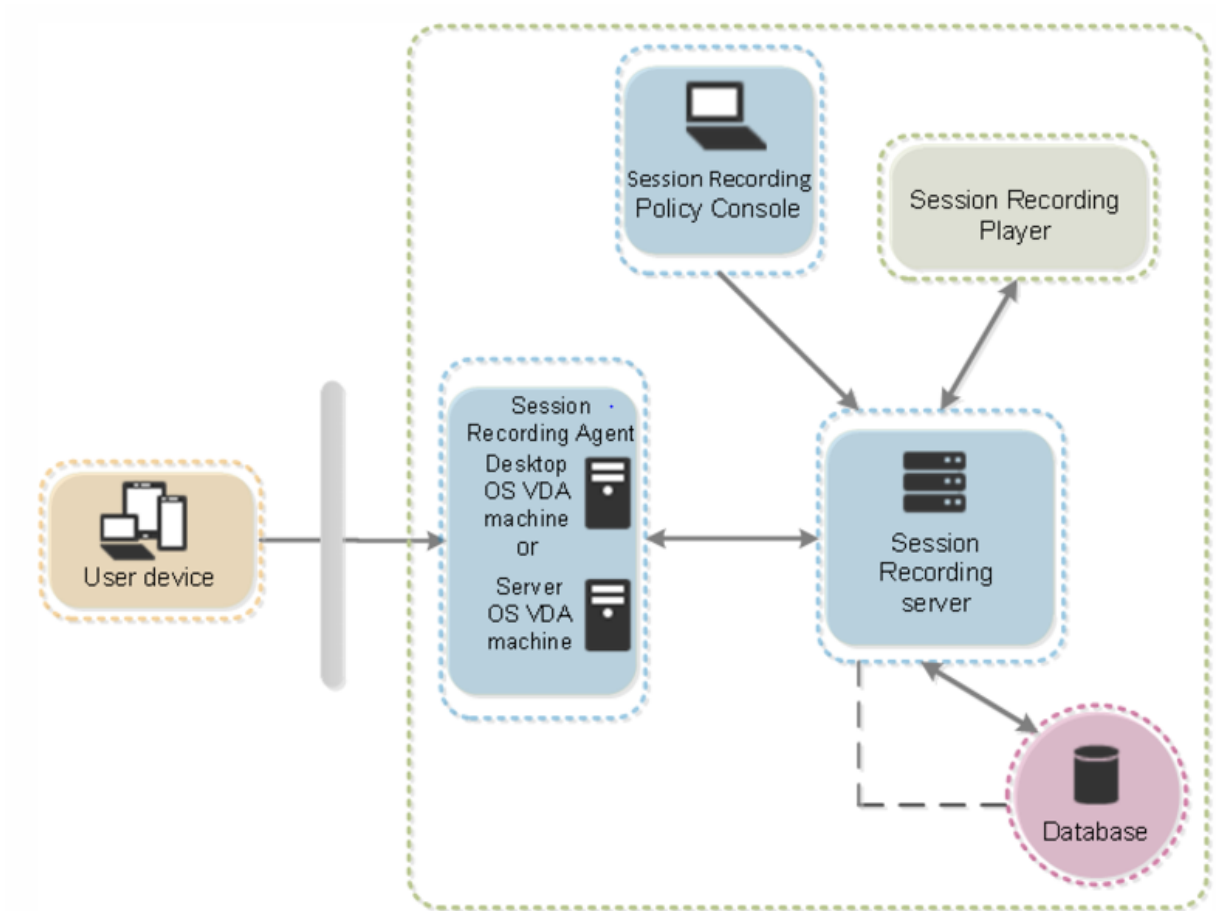 Session Recording
Policy Console
Session Recording
Player
Session
Recording Agent
Desktop
OS VDA
machine
or
Server
OS VDA
machine
User device
Session
Recording
server
Database